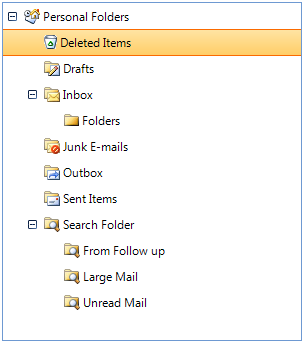 Personal Folders
Deleted Items
Drafts
Inbox
Folders
Junk E-mails
Outbox
Sent Items
Search Folder
From Follow up
Large Mail
Unread Mail